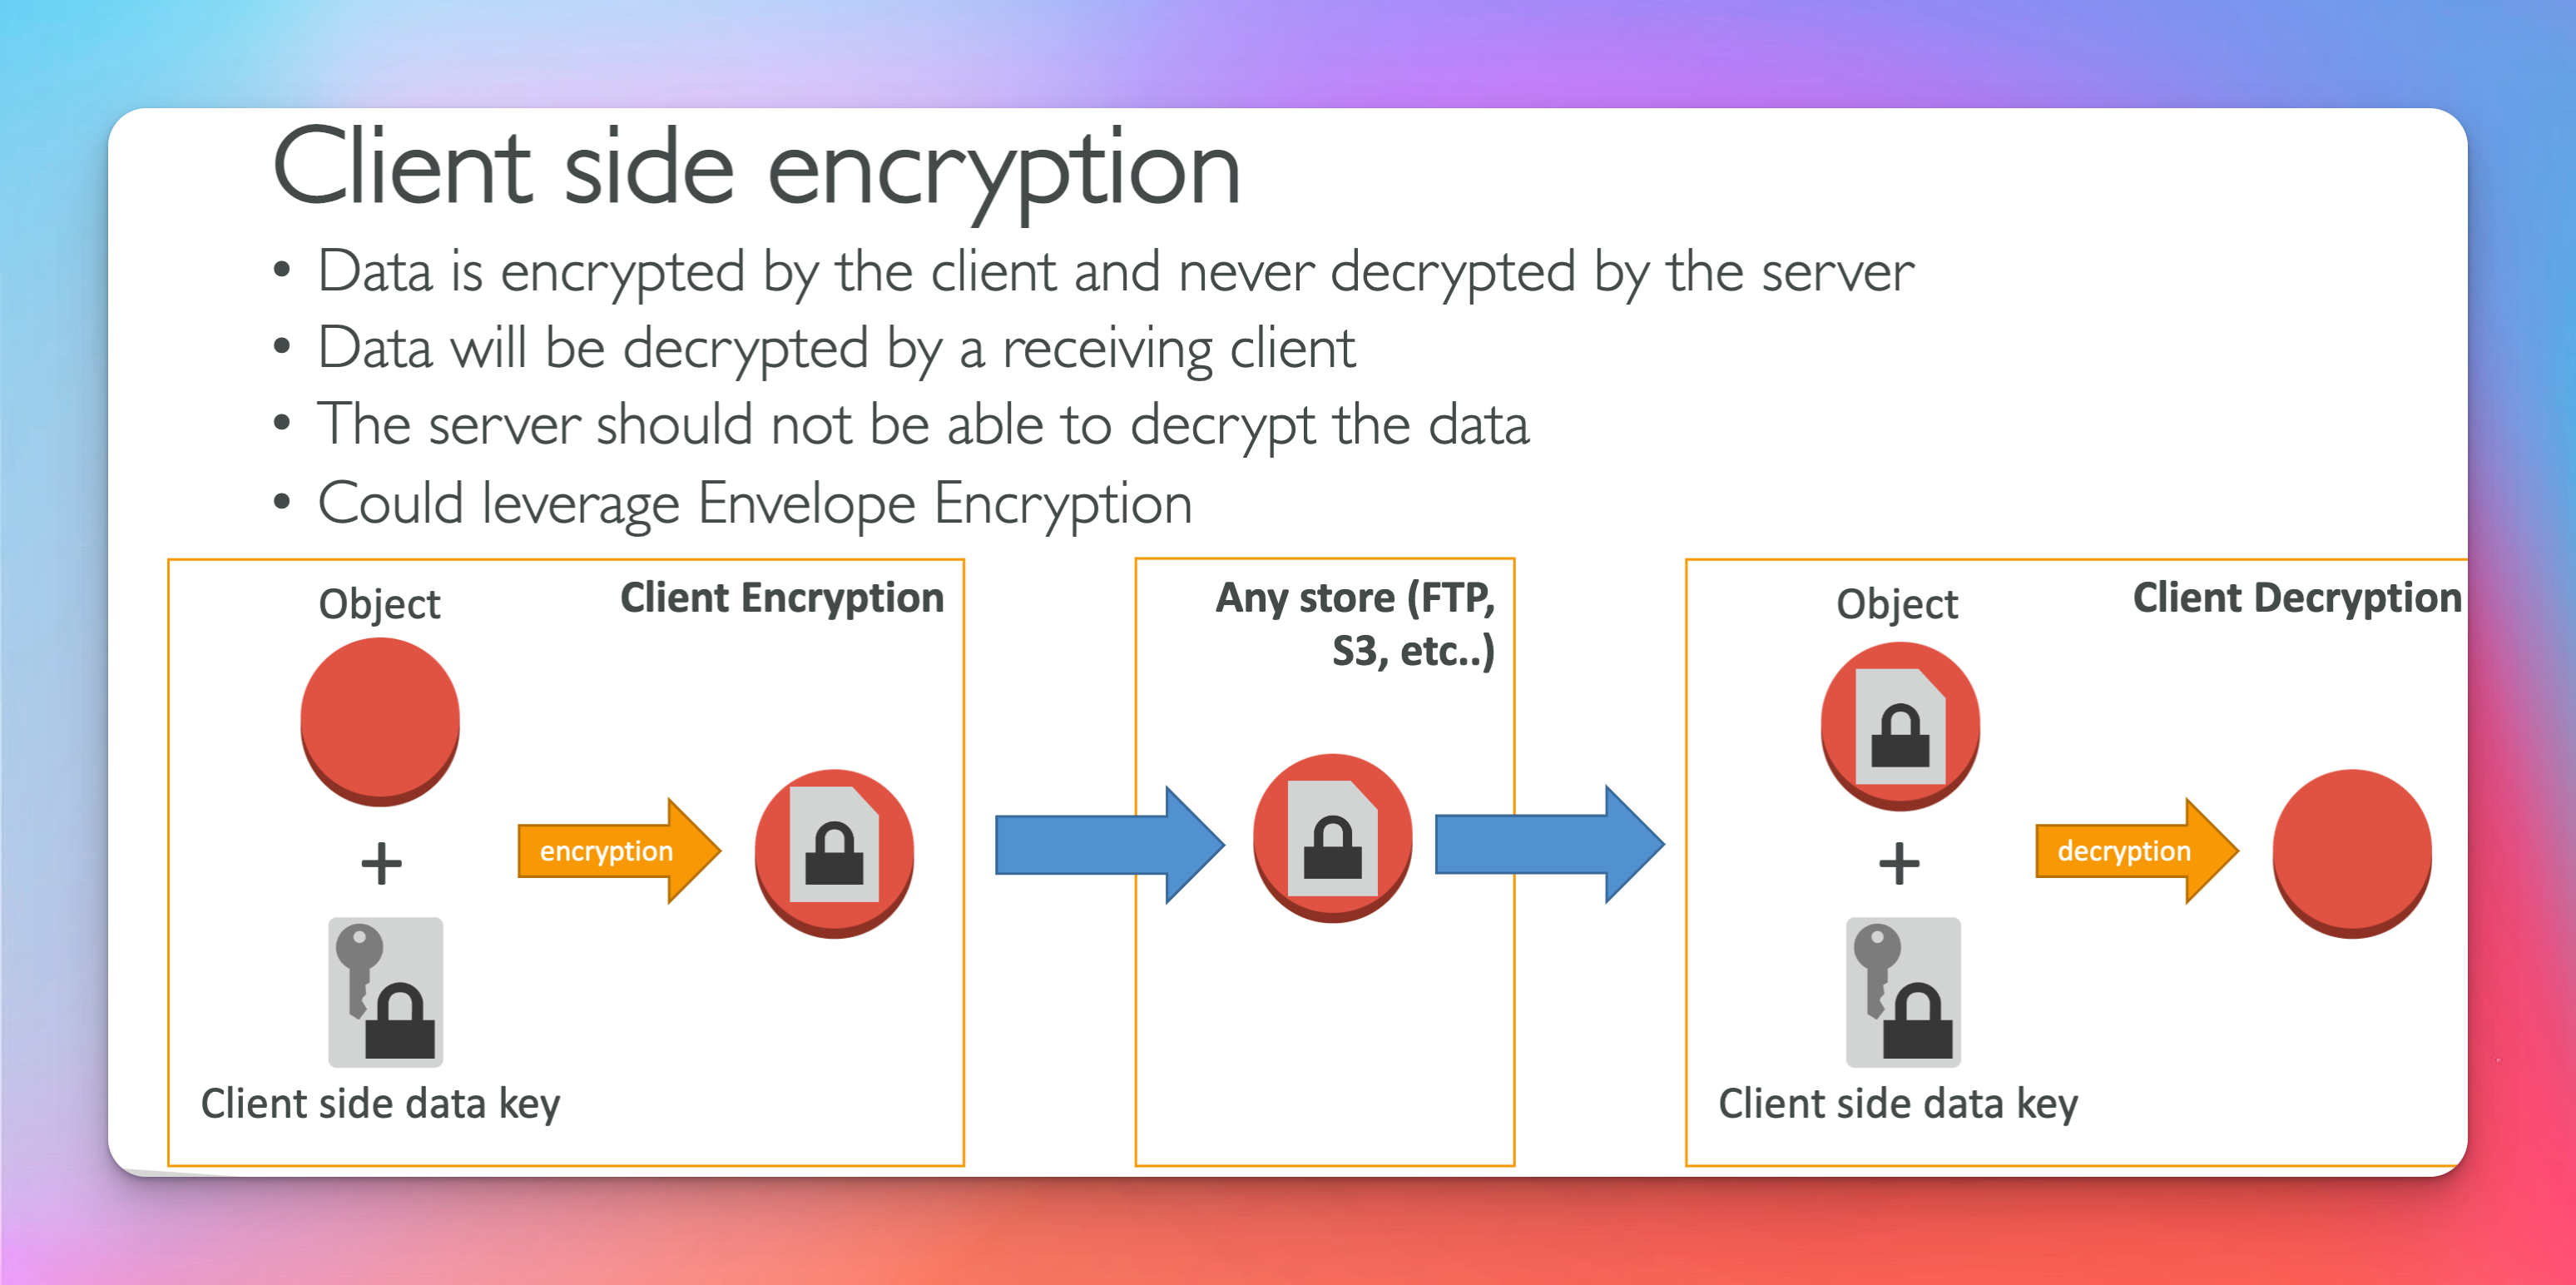 Client side encryption
• Data is encrypted by the client and never decrypted by the server
• Data will be decrypted by a receiving client
• The server should not be able to decrypt the data
• Could leverage Envelope Encryption
Object
Client Encryption
+
encryption
Client side data key
Any store (FTP,
S3, etc..)
Object
Client Decryption
+
decryption
Client side data key